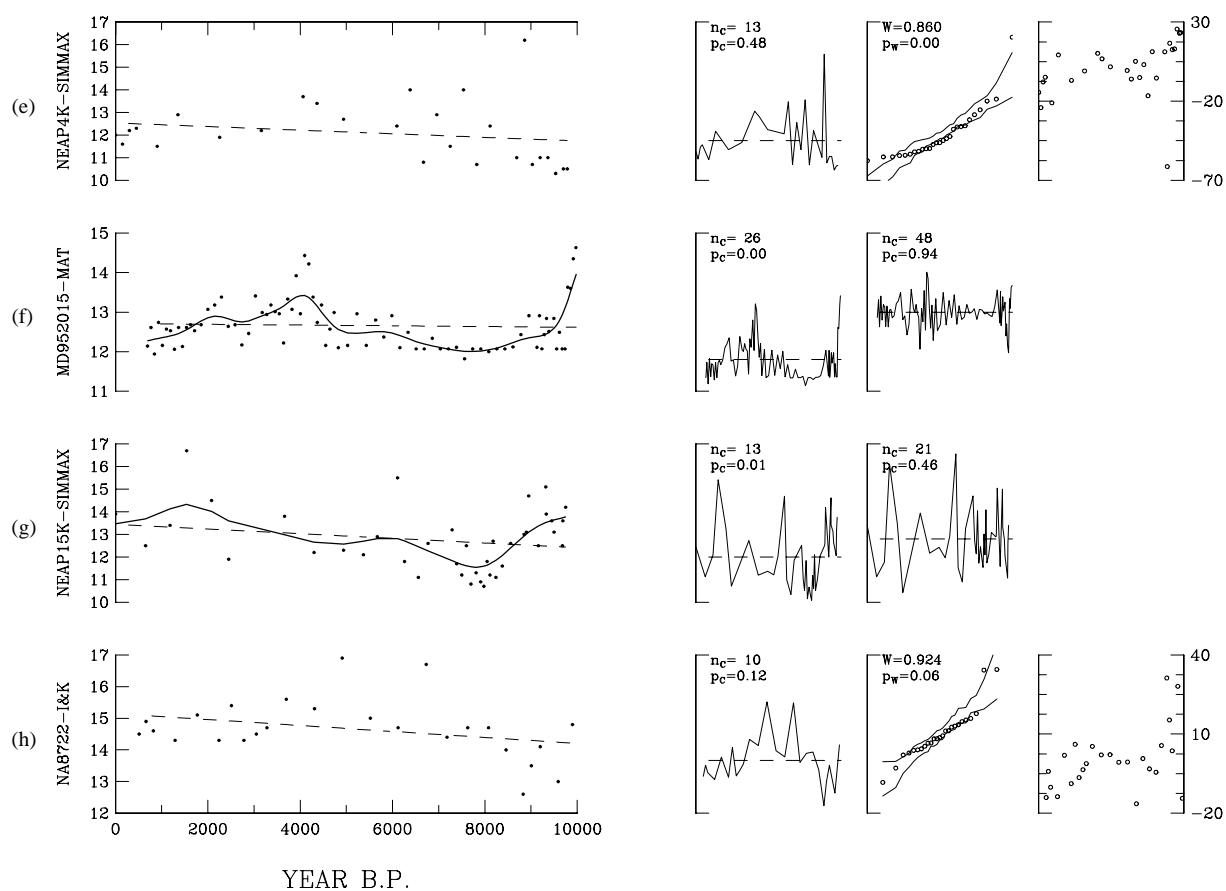 (e)
NEAP4K-SIMMAX
17
16
15
14
13
12
11
10
n_c= 13
p_c=0.48
W=0.860
p_w=0.00
30
-20
-70
(f)
MD952015-MAT
15
14
13
12
11
n_c= 26
p_c=0.00
n_c= 48
p_c=0.94
(g)
NEAP15K-SIMMAX
17
16
15
14
13
12
11
10
n_c= 13
p_c=0.01
n_c= 21
p_c=0.46
(h)
NA8722-I&K
17
16
15
14
13
12
n_c= 10
p_c=0.12
W=0.924
p_w=0.06
40
10
-20
0
2000
4000
6000
8000
10000
YEAR B.P.